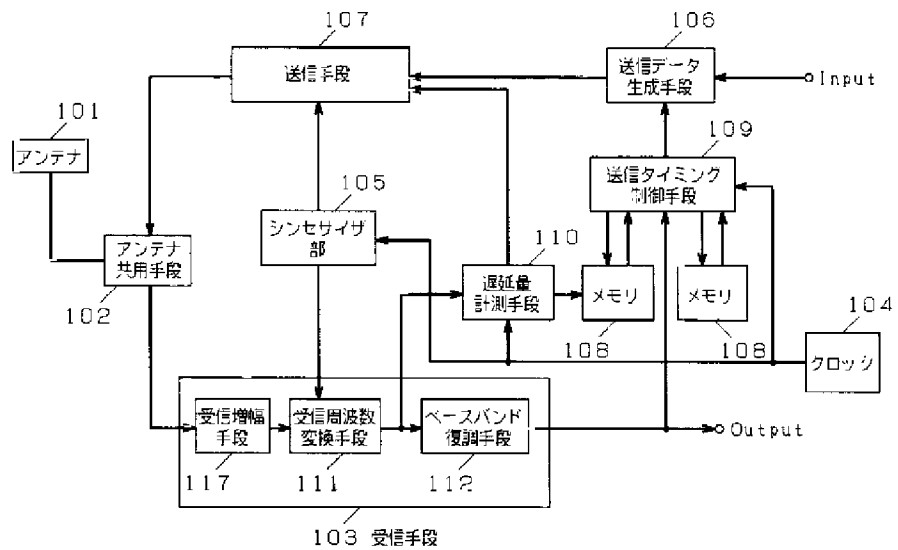 107
送信手段
106
送信データ
生成手段
Input
101
アンテナ
109
送信タイミング
制御手段
105
シンセサイザ
部
アンテナ
共用手段
102
110
遅延量
計測手段
メモリ
108
メモリ
108
104
クロッシ
受信増幅
手段
117
受信周波数
変換手段
111
ベースバンド
復調手段
112
Output
103 受信手段